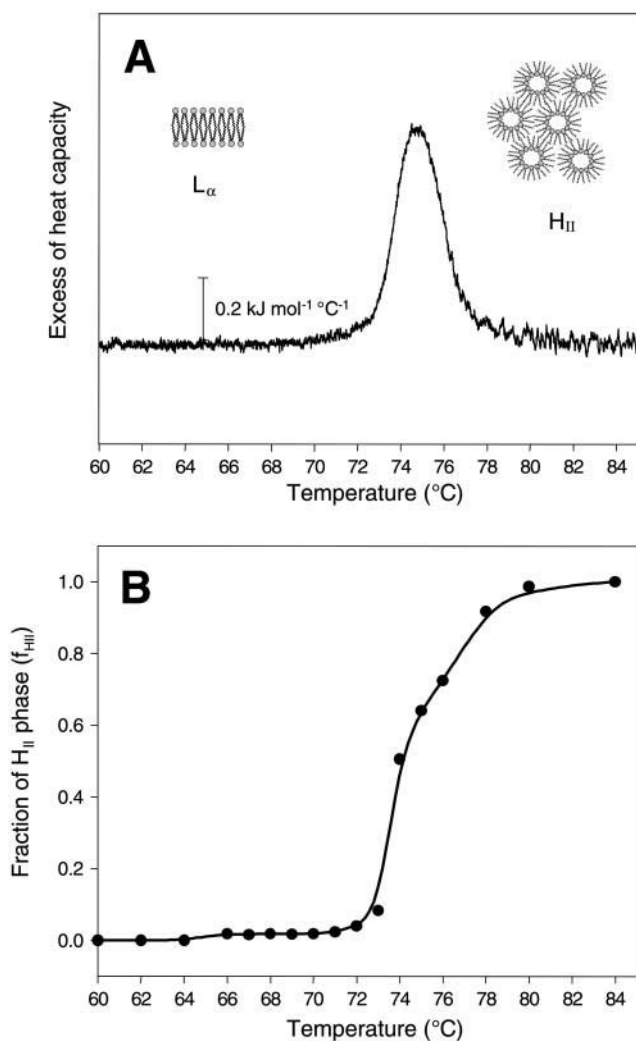 A
Excess of heat capacity
Lα
HII
0.2 kJ mol⁻¹ °C⁻¹
60 62 64 66 68 70 72 74 76 78 80 82 84
Temperature (°C)
B
Fraction of HII phase (fHII)
1.0
0.8
0.6
0.4
0.2
0.0
60 62 64 66 68 70 72 74 76 78 80 82 84
Temperature (°C)